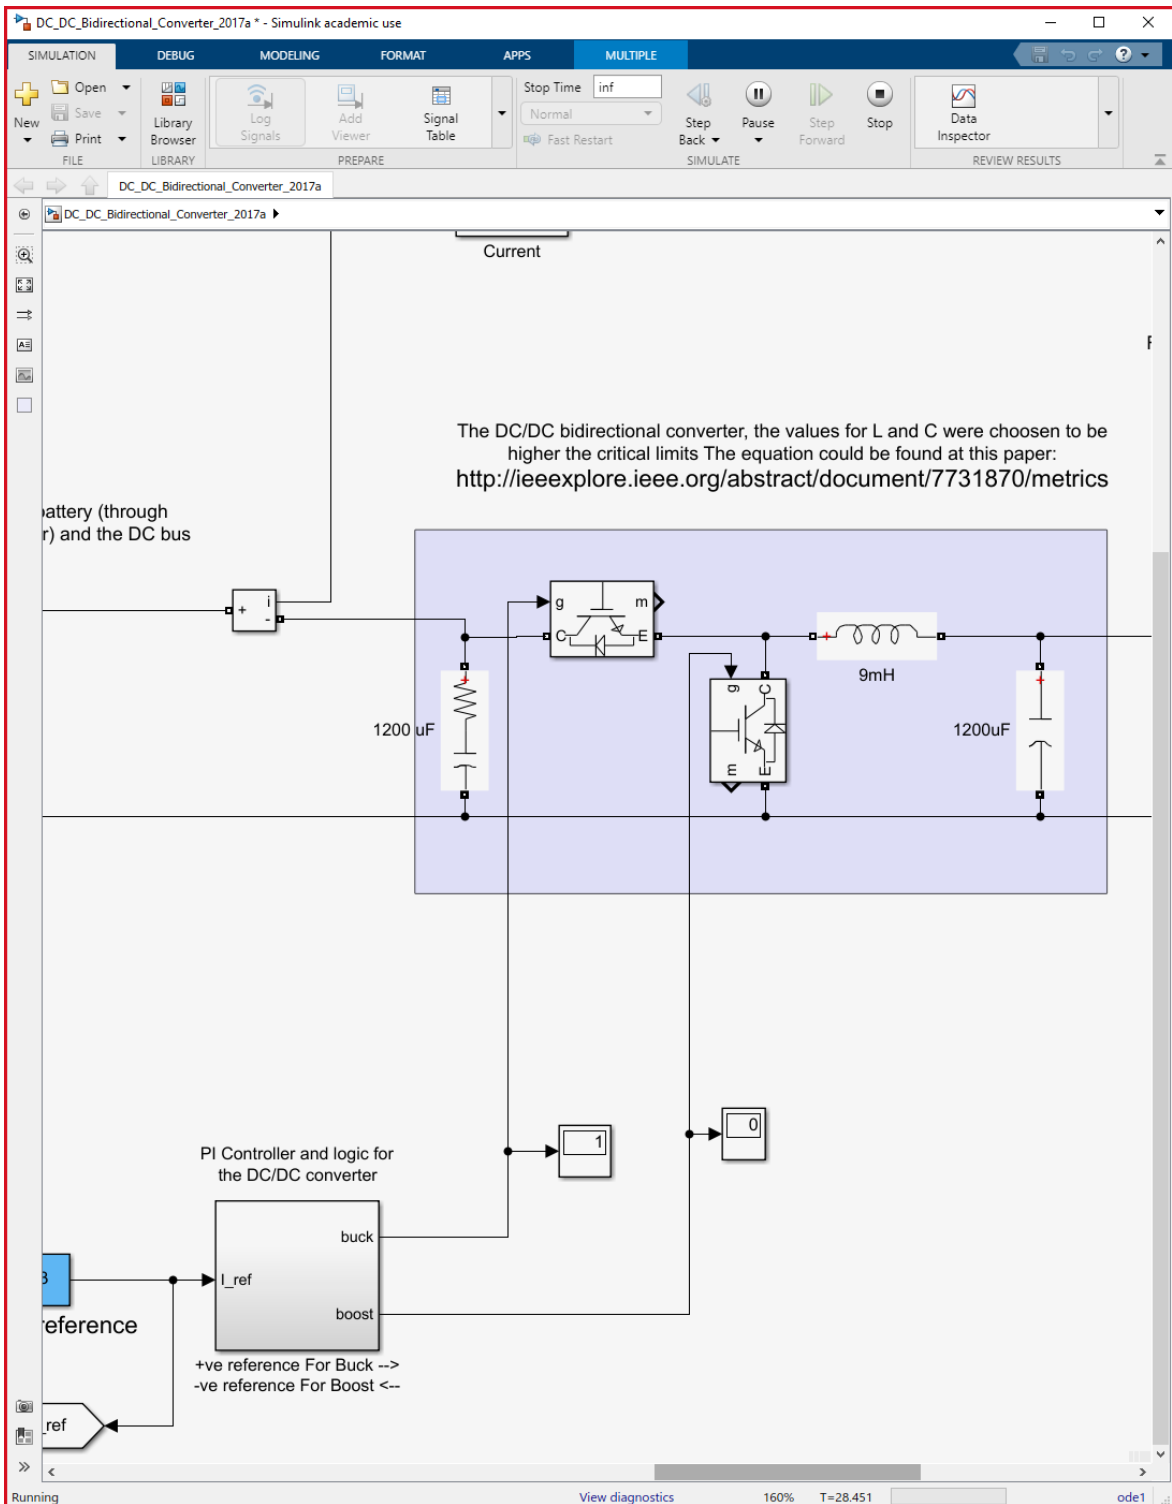 DC_DC_Bidirectional_Converter_2017a * - Simulink academic use
SIMULATION DEBUG MODELING FORMAT APPS MULTIPLE
New
Open
Save
Print
FILE
Library
Browser
LIBRARY
Log
Signals
Add
Viewer
Signal
Table
PREPARE
Stop Time inf
Normal
Fast Restart
Step
Back
Pause
Step
Forward
Stop
SIMULATE
Data
Inspector
REVIEW RESULTS
DC_DC_Bidirectional_Converter_2017a
DC_DC_Bidirectional_Converter_2017a
Current
The DC/DC bidirectional converter, the values for L and C were choosen to be
higher the critical limits The equation could be found at this paper:
http://ieeexplore.ieee.org/abstract/document/7731870/metrics
battery (through
r) and the DC bus
+ i
-
g m
C E
9mH
g C
m E
1200 uF
1200uF
1
0
PI Controller and logic for
the DC/DC converter
buck
I_ref
boost
reference
+ve reference For Buck -->
-ve reference For Boost <--
_ref
Running
View diagnostics
160%
T=28.451
ode1